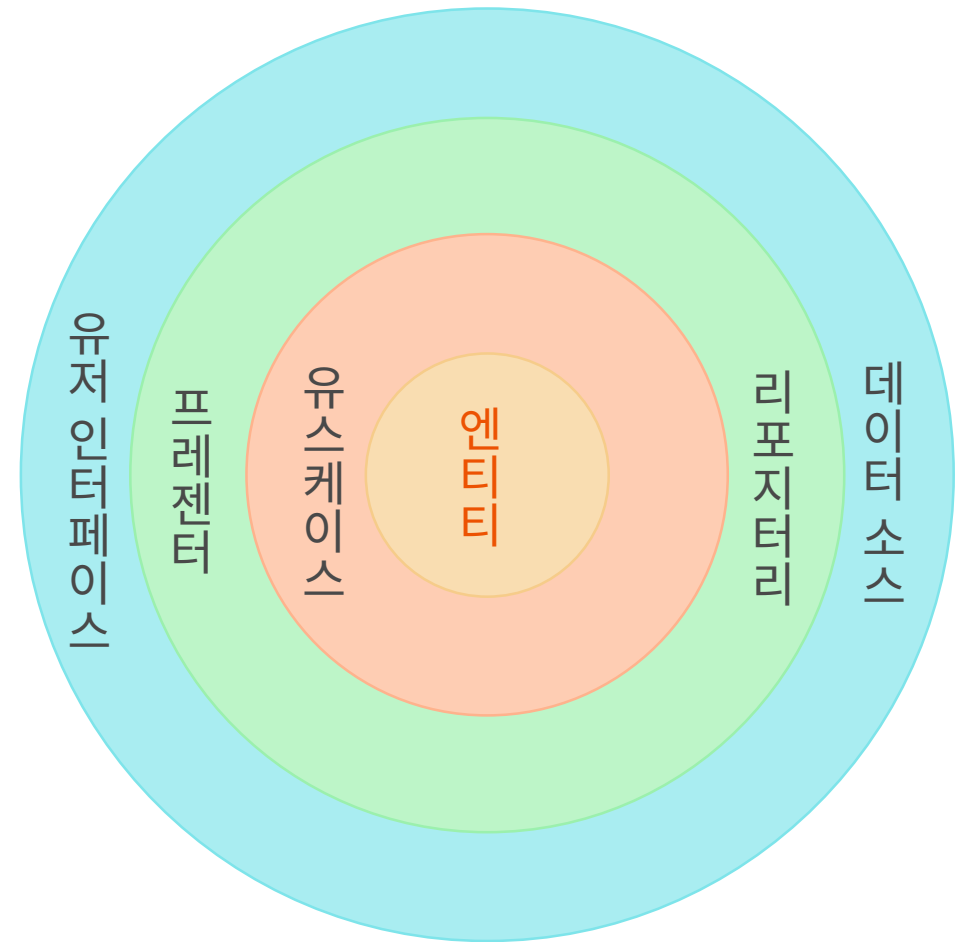 유저 인터페이스
프레젠터
유스케이스
엔티티
리포지터리
데이터 소스